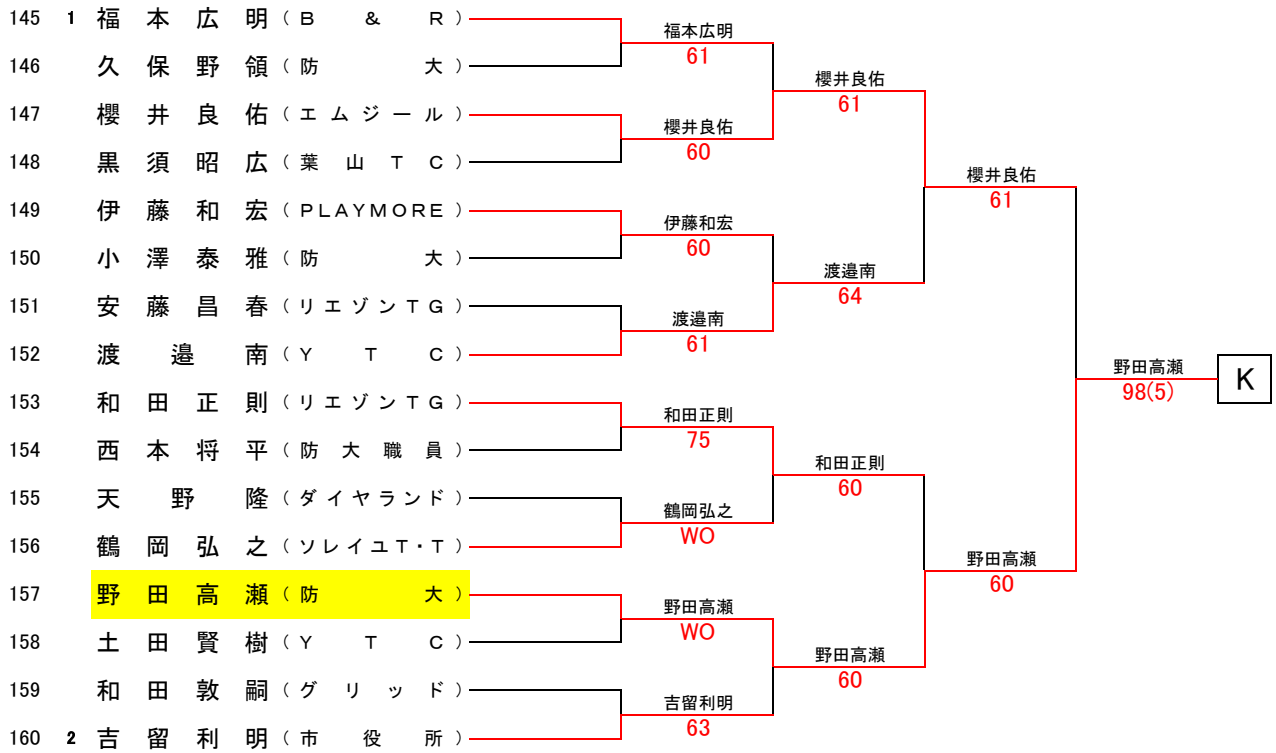 145 1 福本広明(B & R)
福本広明
61
146 久保野領(防大)
櫻井良佑
61
147 櫻井良佑(エムジール)
櫻井良佑
60
148 黒須昭広(葉山TC)
櫻井良佑
61
149 伊藤和宏(PLAYMORE)
伊藤和宏
60
150 小澤泰雅(防大)
渡邉南
64
151 安藤昌春(リエゾンTG)
渡邉南
61
152 渡邉南(YTC)
野田高瀬
98(5)
K
153 和田正則(リエゾンTG)
和田正則
75
154 西本将平(防大職員)
和田正則
60
155 天野隆(ダイヤランド)
鶴岡弘之
WO
156 鶴岡弘之(ソレイユT・T)
野田高瀬
60
157 野田高瀬(防大)
野田高瀬
WO
158 土田賢樹(YTC)
野田高瀬
60
159 和田敦嗣(グリッド)
吉留利明
63
160 2 吉留利明(市役所)